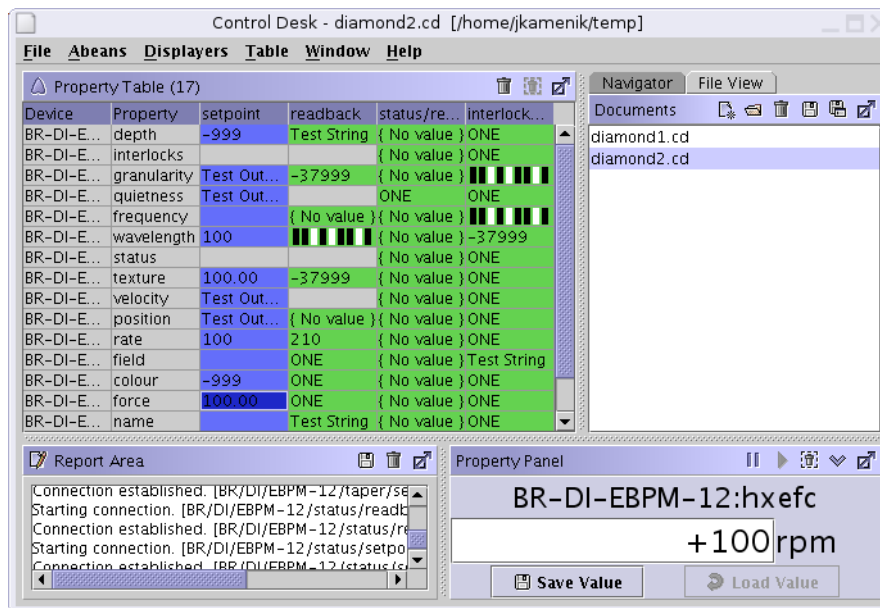 Control Desk - diamond2.cd [/home/jkamenik/temp]
File Abeans Displayers Table Window Help
Property Table (17)
Navigator File View
Documents
diamond1.cd
diamond2.cd
Device Property setpoint readback status/re... interlock...
BR-DI-E... depth -999 Test String { No value } ONE
BR-DI-E... interlocks { No value } ONE
BR-DI-E... granularity Test Out... -37999 { No value }
BR-DI-E... quietness Test Out... ONE ONE
BR-DI-E... frequency { No value } { No value }
BR-DI-E... wavelength 100 { No value } -37999
BR-DI-E... status { No value } ONE
BR-DI-E... texture 100.00 -37999 { No value } ONE
BR-DI-E... velocity Test Out... { No value } ONE
BR-DI-E... position Test Out... { No value } { No value } ONE
BR-DI-E... rate 100 210 { No value } ONE
BR-DI-E... field ONE { No value } Test String
BR-DI-E... colour -999 ONE { No value } ONE
BR-DI-E... force 100.00 ONE { No value } ONE
BR-DI-E... name Test String { No value } ONE
Report Area
Connection established. [BR/DI/EBPM-12/taper/se
Starting connection. [BR/DI/EBPM-12/status/readb
Connection established. [BR/DI/EBPM-12/status/re
Starting connection. [BR/DI/EBPM-12/status/setpo
Connection established. [BR/DI/EBPM-12/status/se
Property Panel
BR-DI-EBPM-12:hxefc
+100 rpm
Save Value Load Value